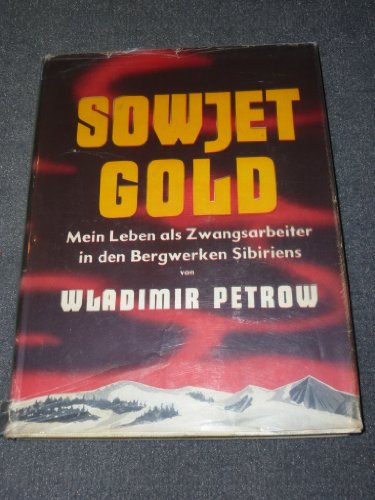 SOWJET
GOLD
Mein Leben als Zwangsarbeiter
in den Bergwerken Sibiriens
von
WLADIMIR PETROW